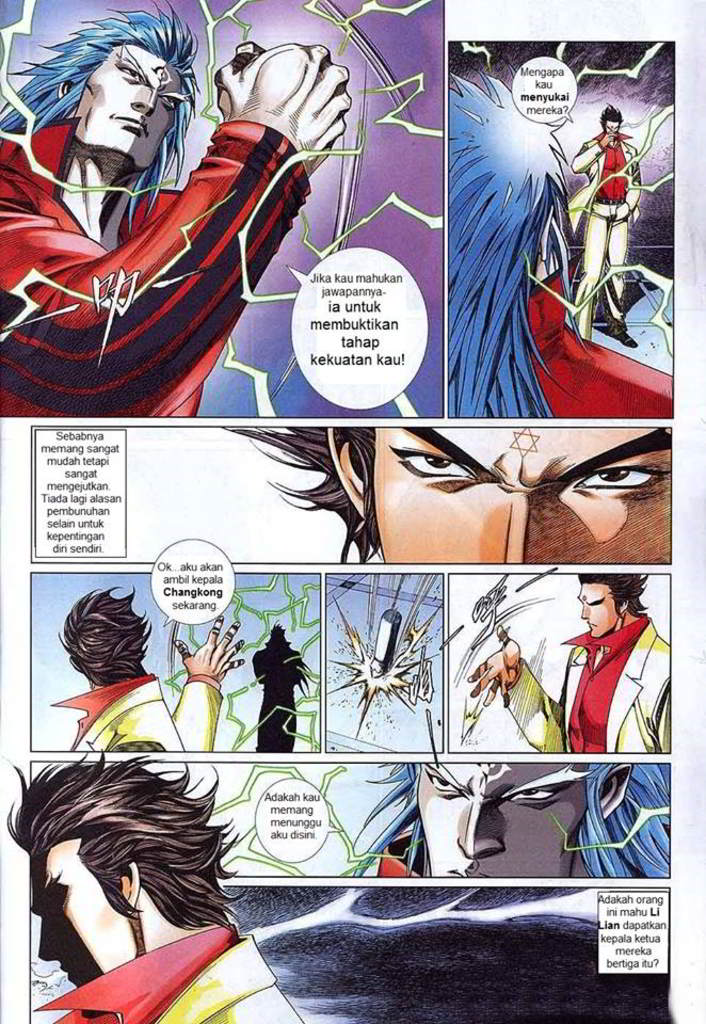 Jika kau mahukan
jawapannya-
ia untuk
membuktikan
tahap
kekuatan kau!
Mengapa
kau
menyukai
mereka?
Sebabnya
memang sangat
mudah tetapi
mengejutkan.
Tiada lagi alasan
pembunuhan
selain untuk
kepentingan
diri sendiri.
Ok...aku akan
ambil kepala
Changkong
sekarang.
Adakah kau
memang
menunggu
aku disini.
Adakah orang
ini mahu Li
Lian dapatkan
kepala ketua
mereka
bertiga itu?